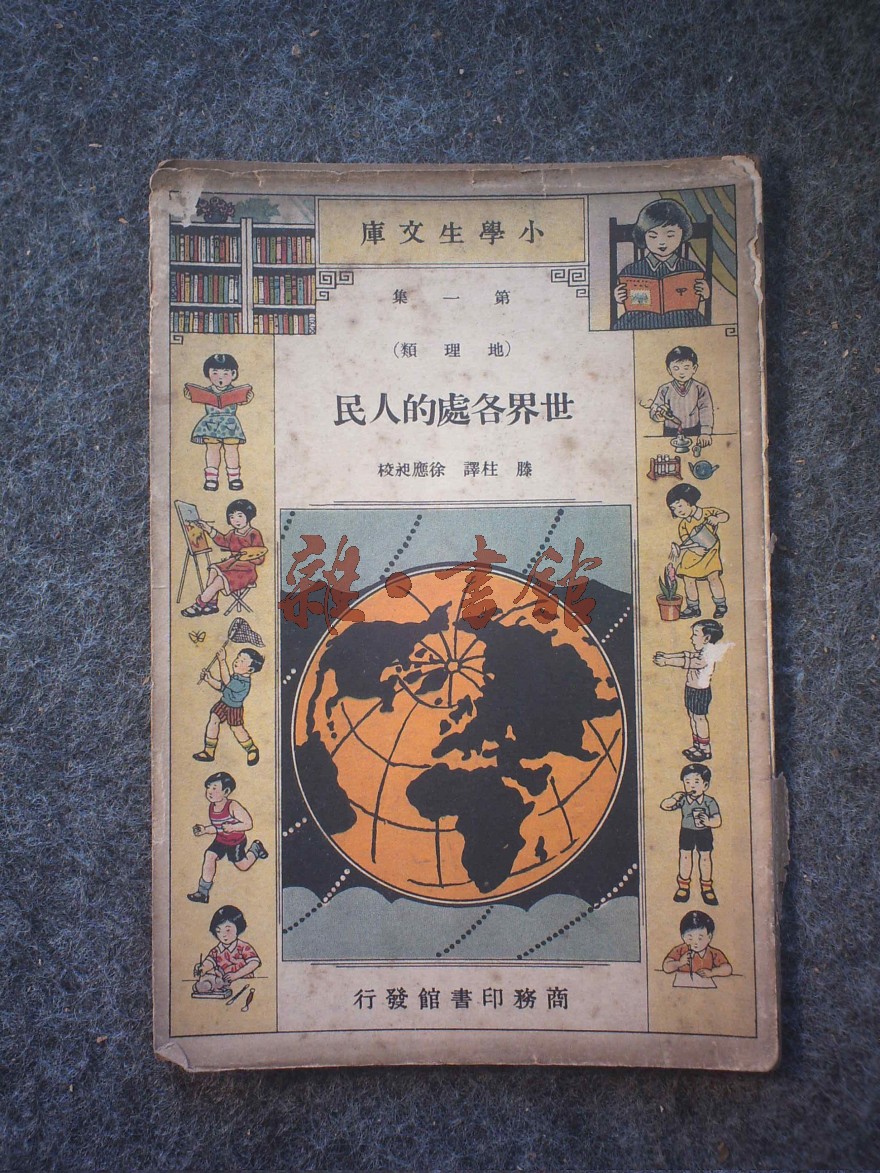 小學生文庫
第一集
（地理類）
世界各處的人民
滕柱譯 徐應昶校
雜·書館
商務印書館發行